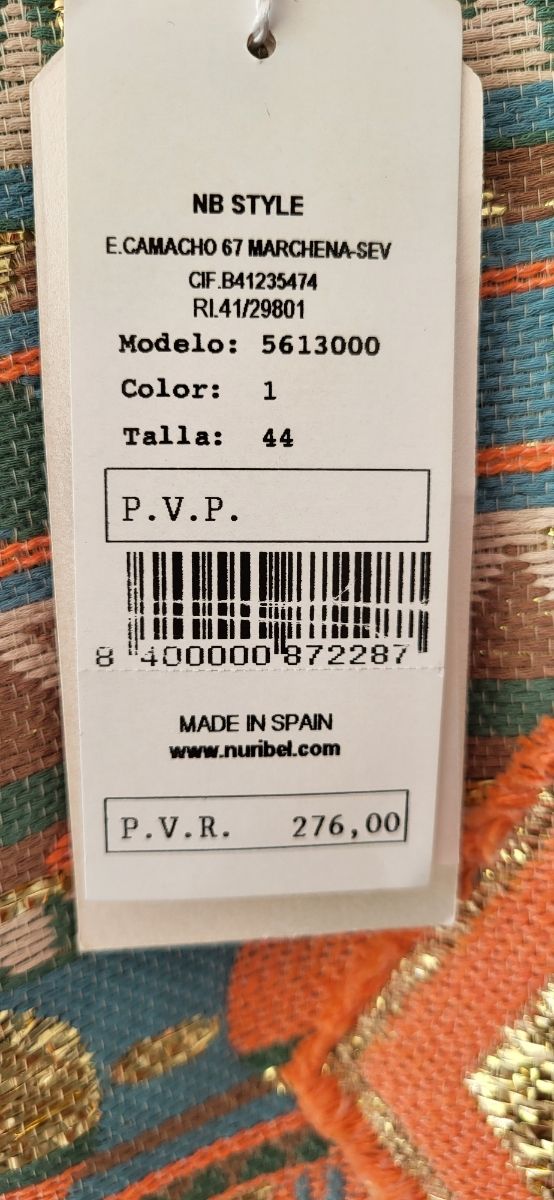 NB STYLE
E.CAMACHO 67 MARCHENA-SEV
CIF.B41235474
RI.41/29801
Modelo: 5613000
Color: 1
Talla: 44
P.V.P.
8 400000 872287
MADE IN SPAIN
www.nuribel.com
P.V.R. 276,00